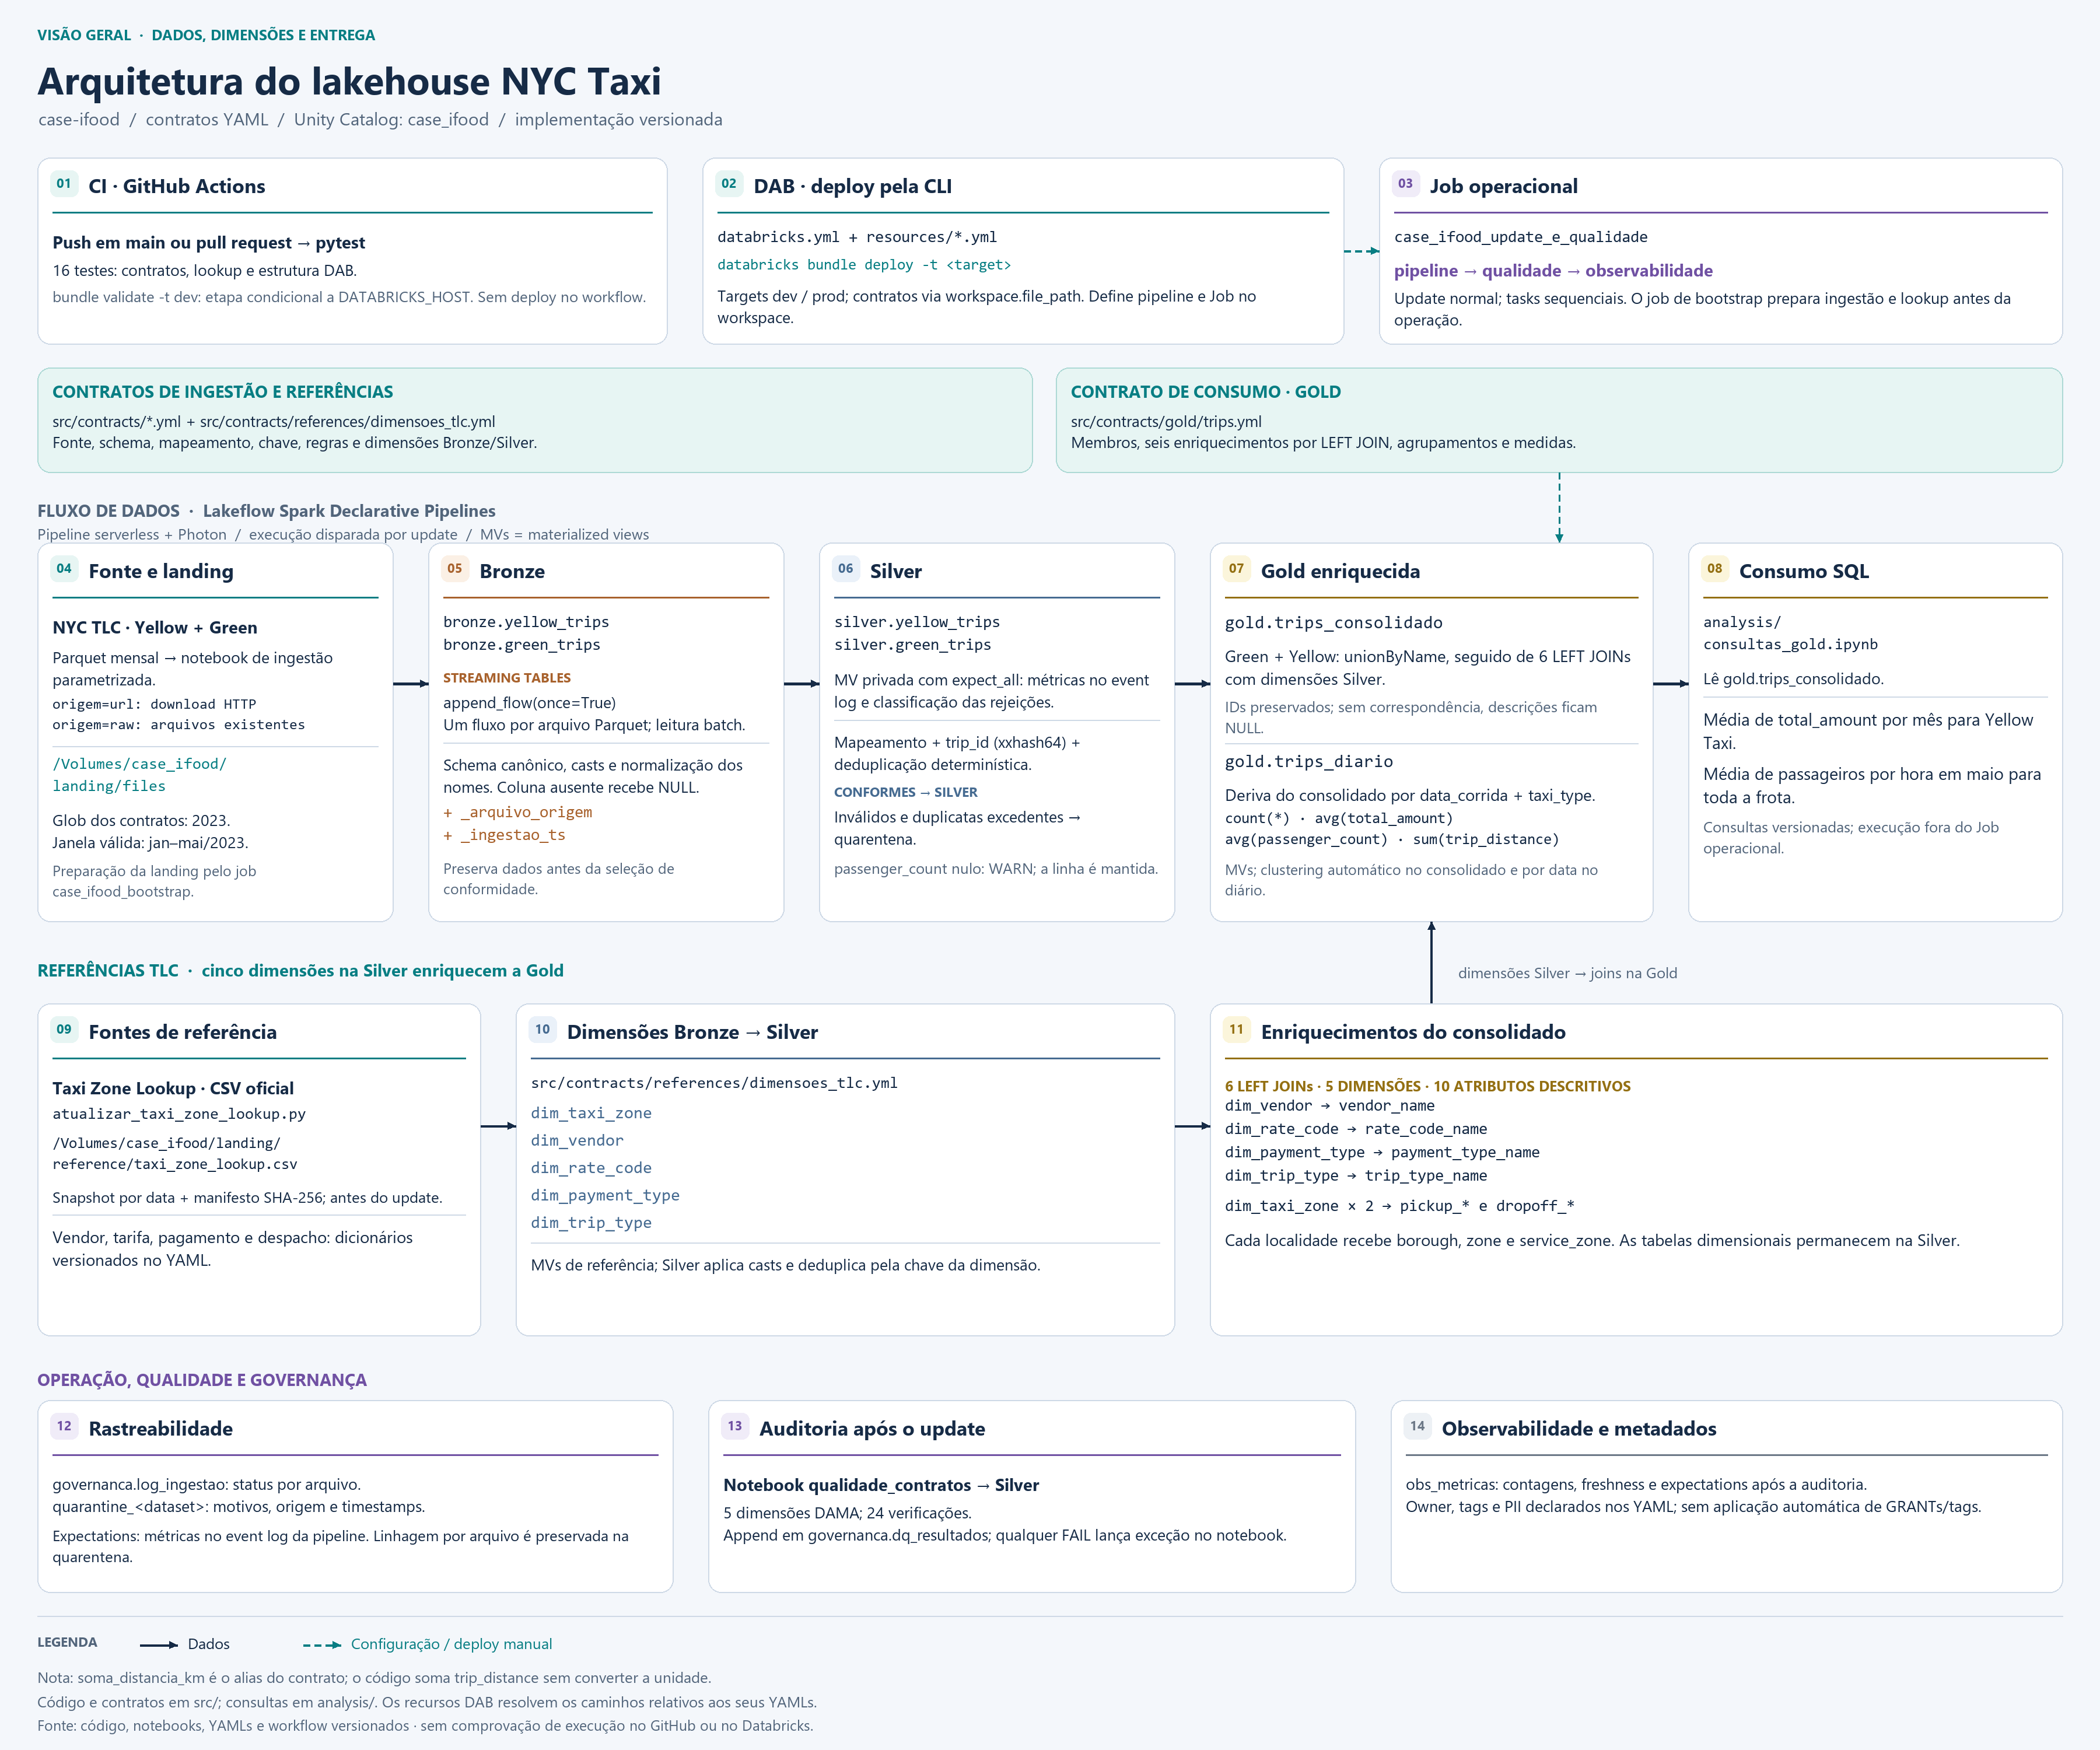 VISÃO GERAL · DADOS, DIMENSÕES E ENTREGA
Arquitetura do lakehouse NYC Taxi
case-ifood / contratos YAML / Unity Catalog: case_ifood / implementação versionada
01 CI · GitHub Actions
Push em main ou pull request → pytest
16 testes: contratos, lookup e estrutura DAB.
bundle validate -t dev: etapa condicional a DATABRICKS_HOST. Sem deploy no workflow.
02 DAB · deploy pela CLI
databricks.yml + resources/*.yml
databricks bundle deploy -t <target>
Targets dev / prod; contratos via workspace.file_path. Define pipeline e Job no
workspace.
03 Job operacional
case_ifood_update_e_qualidade
pipeline → qualidade → observabilidade
Update normal; tasks sequenciais. O job de bootstrap prepara ingestão e lookup antes da
operação.
CONTRATOS DE INGESTÃO E REFERÊNCIAS
src/contracts/*.yml + src/contracts/references/dimensoes_tlc.yml
Fonte, schema, mapeamento, chave, regras e dimensões Bronze/Silver.
CONTRATO DE CONSUMO · GOLD
src/contracts/gold/trips.yml
Membros, seis enriquecimentos por LEFT JOIN, agrupamentos e medidas.
FLUXO DE DADOS · Lakeflow Spark Declarative Pipelines
Pipeline serverless + Photon / execução disparada por update / MVs = materialized views
04 Fonte e landing
NYC TLC · Yellow + Green
Parquet mensal → notebook de ingestão
parametrizada.
origem=url: download HTTP
origem=raw: arquivos existentes
/Volumes/case_ifood/
landing/files
Glob dos contratos: 2023.
Janela válida: jan–mai/2023.
Preparação da landing pelo job
case_ifood_bootstrap.
05 Bronze
bronze.yellow_trips
bronze.green_trips
STREAMING TABLES
append_flow(once=True)
Um fluxo por arquivo Parquet; leitura batch.
Schema canônico, casts e normalização dos
nomes. Coluna ausente recebe NULL.
+ _arquivo_origem
+ _ingestao_ts
Preserva dados antes da seleção de
conformidade.
06 Silver
silver.yellow_trips
silver.green_trips
MV privada com expect_all: métricas no event
log e classificação das rejeições.
Mapeamento + trip_id (xxhash64) +
deduplicação determinística.
CONFORMES → SILVER
Inválidos e duplicatas excedentes →
quarentena.
passenger_count nulo: WARN; a linha é mantida.
07 Gold enriquecida
gold.trips_consolidado
Green + Yellow: unionByName, seguido de 6 LEFT JOINs
com dimensões Silver.
IDs preservados; sem correspondência, descrições ficam
NULL.
gold.trips_diario
Deriva do consolidado por data_corrida + taxi_type.
count(*) · avg(total_amount)
avg(passenger_count) · sum(trip_distance)
MVs; clustering automático no consolidado e por data no
diário.
08 Consumo SQL
analysis/
consultas_gold.ipynb
Lê gold.trips_consolidado.
Média de total_amount por mês para Yellow
Taxi.
Média de passageiros por hora em maio para
toda a frota.
Consultas versionadas; execução fora do Job
operacional.
REFERÊNCIAS TLC · cinco dimensões na Silver enriquecem a Gold
dimensões Silver → joins na Gold
09 Fontes de referência
Taxi Zone Lookup · CSV oficial
atualizar_taxi_zone_lookup.py
/Volumes/case_ifood/landing/
reference/taxi_zone_lookup.csv
Snapshot por data + manifesto SHA-256; antes do update.
Vendor, tarifa, pagamento e despacho: dicionários
versionados no YAML.
10 Dimensões Bronze → Silver
src/contracts/references/dimensoes_tlc.yml
dim_taxi_zone
dim_vendor
dim_rate_code
dim_payment_type
dim_trip_type
MVs de referência; Silver aplica casts e deduplica pela chave da dimensão.
11 Enriquecimentos do consolidado
6 LEFT JOINs · 5 DIMENSÕES · 10 ATRIBUTOS DESCRITIVOS
dim_vendor → vendor_name
dim_rate_code → rate_code_name
dim_payment_type → payment_type_name
dim_trip_type → trip_type_name
dim_taxi_zone × 2 → pickup_* e dropoff_*
Cada localidade recebe borough, zone e service_zone. As tabelas dimensionais permanecem na Silver.
OPERAÇÃO, QUALIDADE E GOVERNANÇA
12 Rastreabilidade
governanca.log_ingestao: status por arquivo.
quarantine_<dataset>: motivos, origem e timestamps.
Expectations: métricas no event log da pipeline. Linhagem por arquivo é preservada na
quarentena.
13 Auditoria após o update
Notebook qualidade_contratos → Silver
5 dimensões DAMA; 24 verificações.
Append em governanca.dq_resultados; qualquer FAIL lança exceção no notebook.
14 Observabilidade e metadados
obs_metricas: contagens, freshness e expectations após a auditoria.
Owner, tags e PII declarados nos YAML; sem aplicação automática de GRANTs/tags.
LEGENDA Dados Configuração / deploy manual
Nota: soma_distancia_km é o alias do contrato; o código soma trip_distance sem converter a unidade.
Código e contratos em src/; consultas em analysis/. Os recursos DAB resolvem os caminhos relativos aos seus YAMLs.
Fonte: código, notebooks, YAMLs e workflow versionados · sem comprovação de execução no GitHub ou no Databricks.